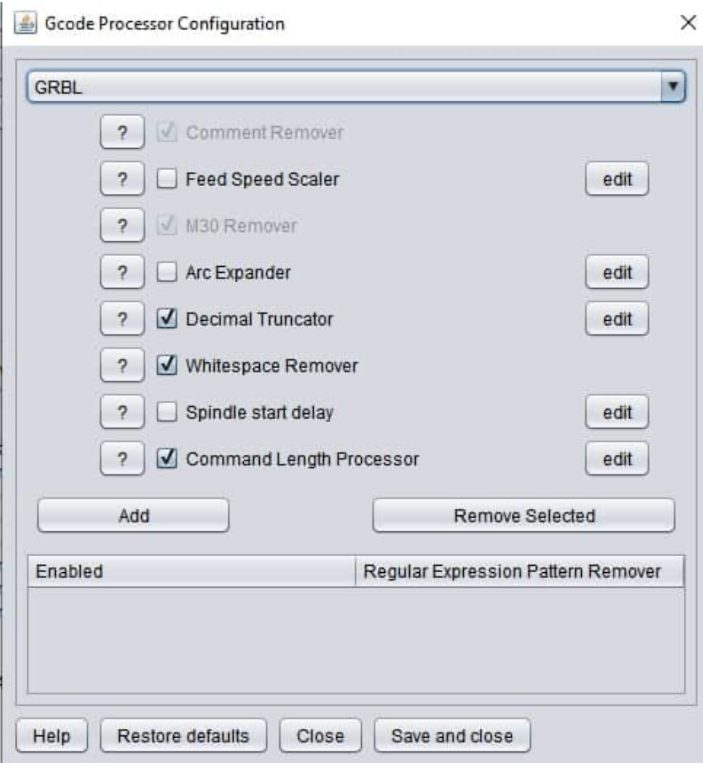 Gcode Processor Configuration
GRBL
? Comment Remover
? Feed Speed Scaler edit
? M30 Remover
? Arc Expander edit
? Decimal Truncator edit
? Whitespace Remover
? Spindle start delay edit
? Command Length Processor edit
Add Remove Selected
Enabled Regular Expression Pattern Remover
Help Restore defaults Close Save and close